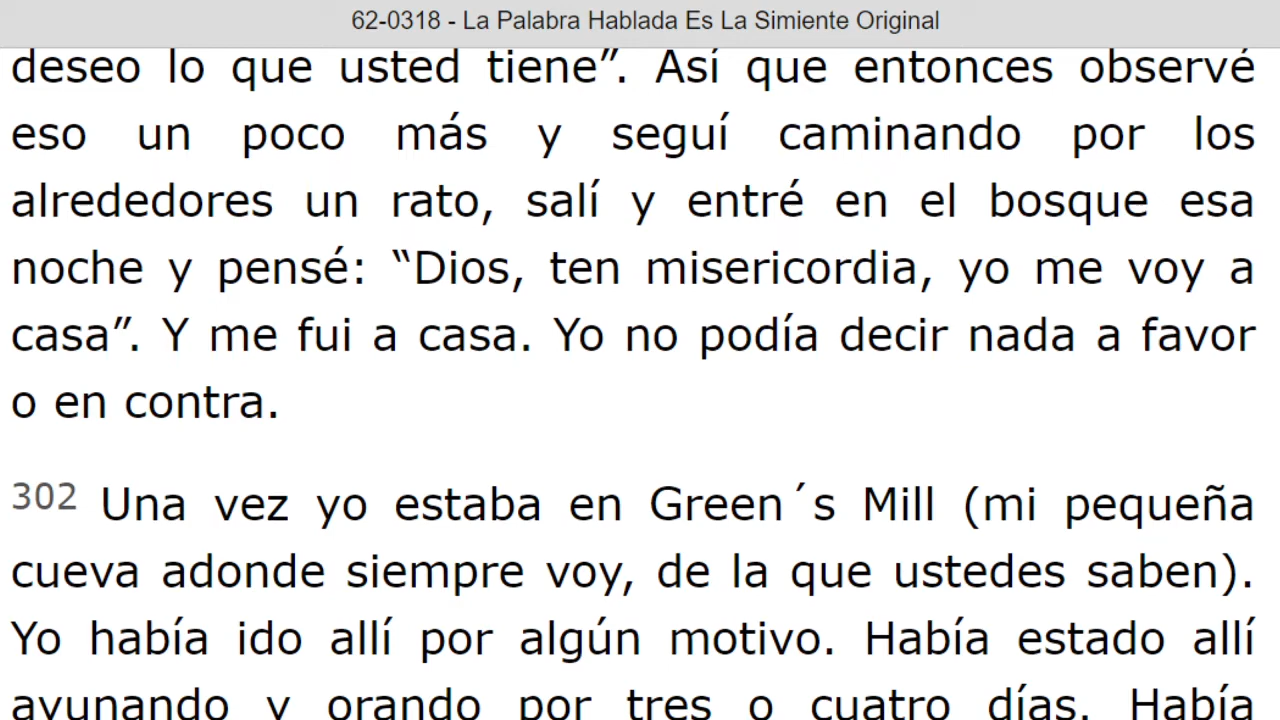 62-0318 - La Palabra Hablada Es La Simiente Original
deseo lo que usted tiene”. Así que entonces observé
eso un poco más y seguí caminando por los
alrededores un rato, salí y entré en el bosque esa
noche y pensé: “Dios, ten misericordia, yo me voy a
casa”. Y me fui a casa. Yo no podía decir nada a favor
o en contra.
302 Una vez yo estaba en Green´s Mill (mi pequeña
cueva adonde siempre voy, de la que ustedes saben).
Yo había ido allí por algún motivo. Había estado allí
ayunando y orando por tres o cuatro días. Había